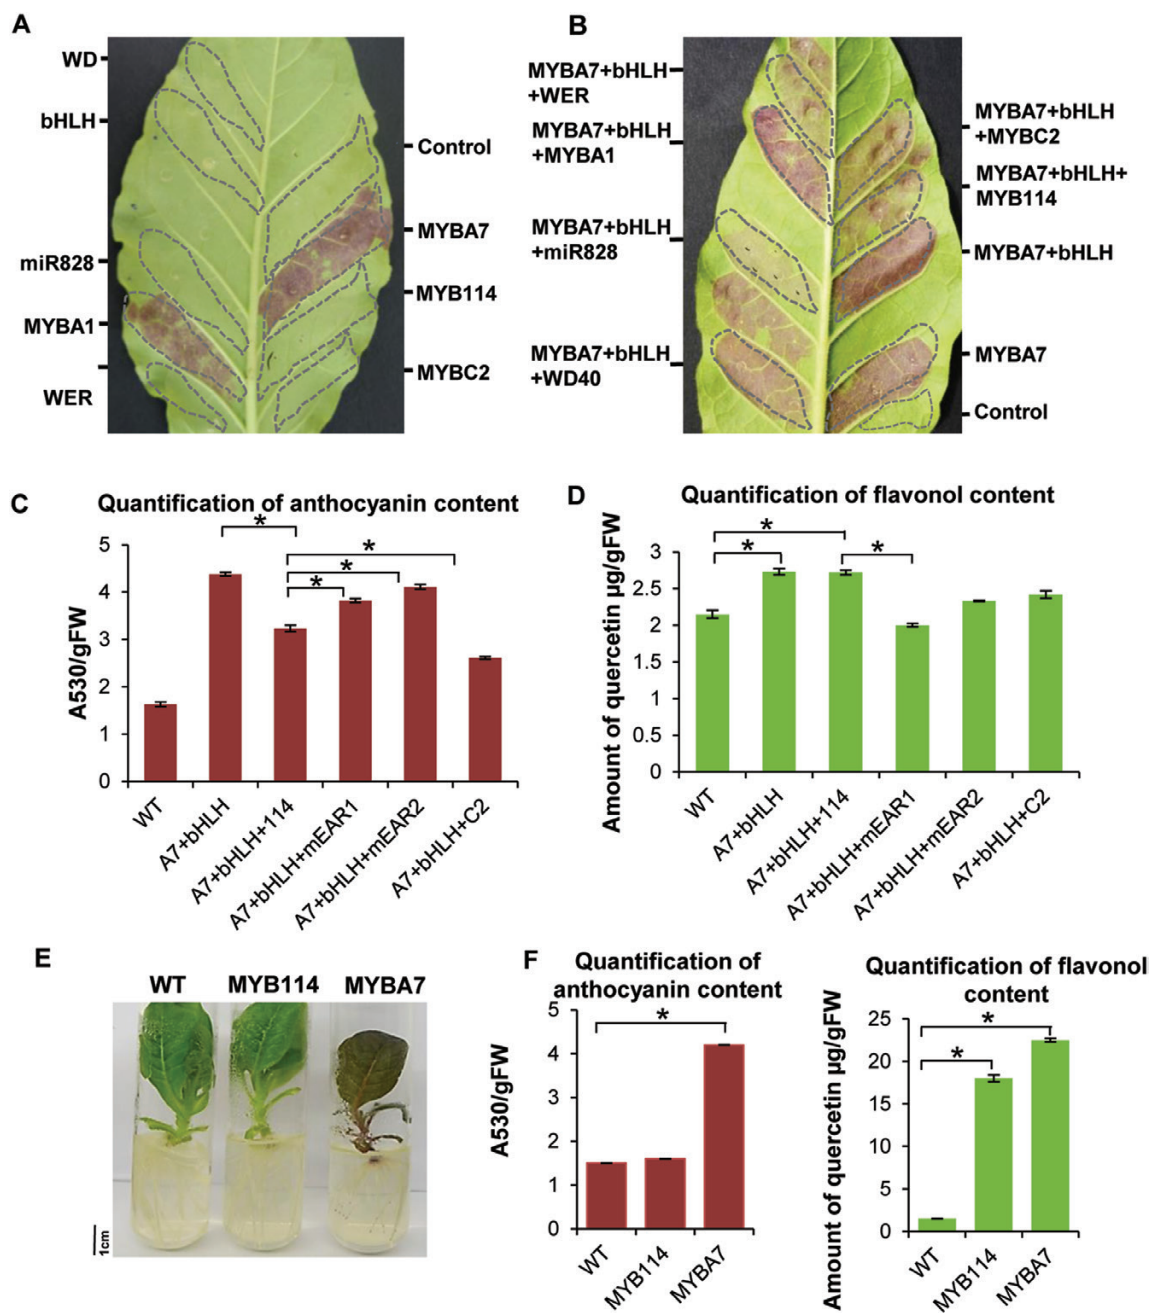 A
WD
bHLH
miR828
MYBA1
WER
Control
MYBA7
MYB114
MYBC2
B
MYBA7+bHLH
+WER
MYBA7+bHLH
+MYBA1
MYBA7+bHLH
+miR828
MYBA7+bHLH
+WD40
MYBA7+bHLH
+MYBC2
MYBA7+bHLH+
MYB114
MYBA7+bHLH
MYBA7
Control
C
Quantification of anthocyanin content
A530/gFW
5
4
3
2
1
0
*
*
*
*
WT
A7+bHLH
A7+bHLH+114
A7+bHLH+mEAR1
A7+bHLH+mEAR2
A7+bHLH+C2
D
Quantification of flavonol content
Amount of quercetin µg/gFW
3
2.5
2
1.5
1
0.5
0
*
*
*
WT
A7+bHLH
A7+bHLH+114
A7+bHLH+mEAR1
A7+bHLH+mEAR2
A7+bHLH+C2
E
WT
MYB114
MYBA7
1cm
F
Quantification of
anthocyanin content
A530/gFW
5
4
3
2
1
0
*
WT
MYB114
MYBA7
Quantification of flavonol
content
Amount of quercetin µg/gFW
25
20
15
10
5
0
*
*
WT
MYB114
MYBA7